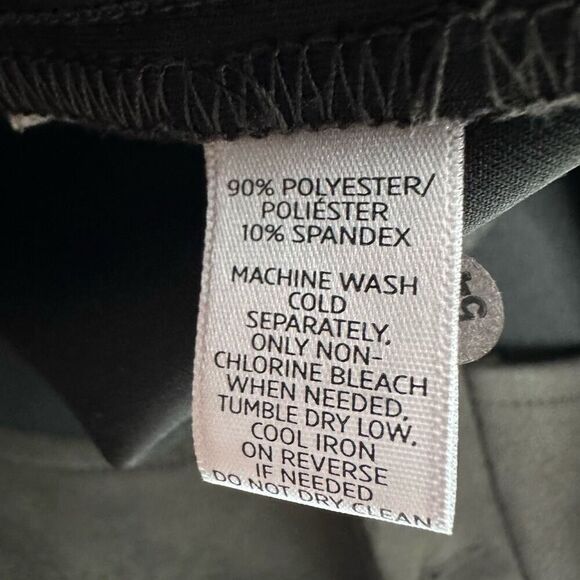 90% POLYESTER/
POLIÉSTER
10% SPANDEX
MACHINE WASH
COLD
SEPARATELY,
ONLY NON-
CHLORINE BLEACH
WHEN NEEDED,
TUMBLE DRY LOW,
COOL IRON
ON REVERSE
IF NEEDED
DO NOT DRY CLEAN